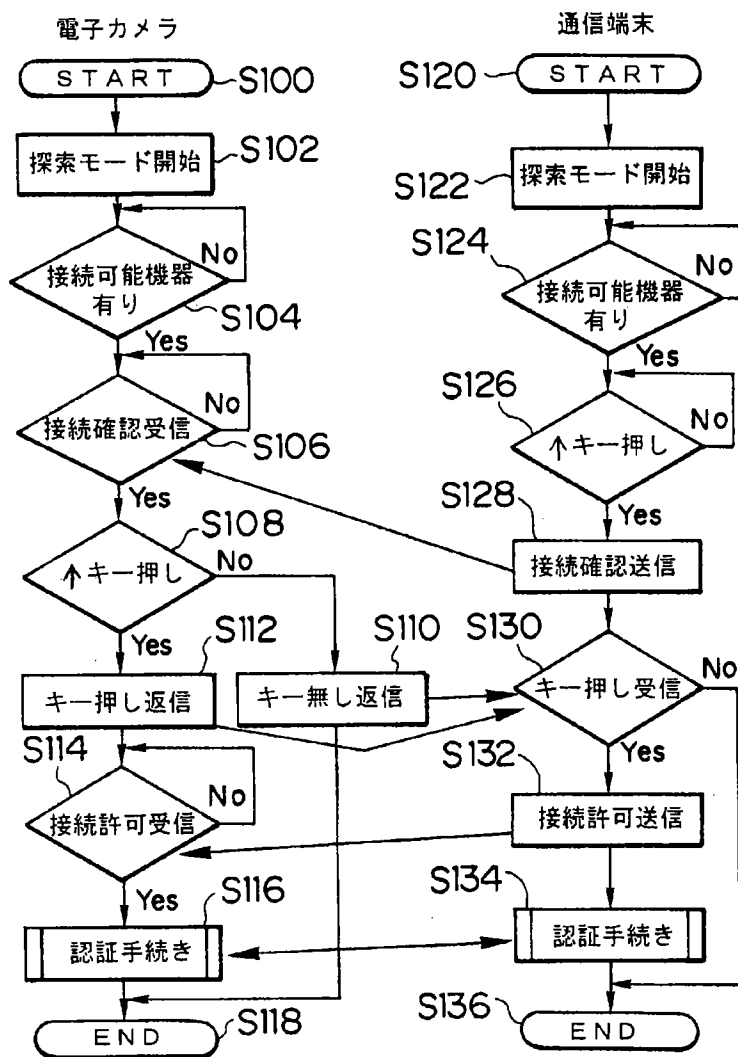 電子カメラ
START
S100
探索モード開始
S102
接続可能機器
有り
No
S104
Yes
接続確認受信
No
S106
Yes
↑キー押し
S108
No
Yes
キー押し返信
S112
キー無し返信
S110
接続許可受信
S114
No
Yes
認証手続き
S116
END
S118
通信端末
S120
START
S122
探索モード開始
S124
接続可能機器
有り
No
Yes
S126
↑キー押し
No
Yes
S128
接続確認送信
S130
キー押し受信
No
Yes
S132
接続許可送信
S134
認証手続き
S136
END